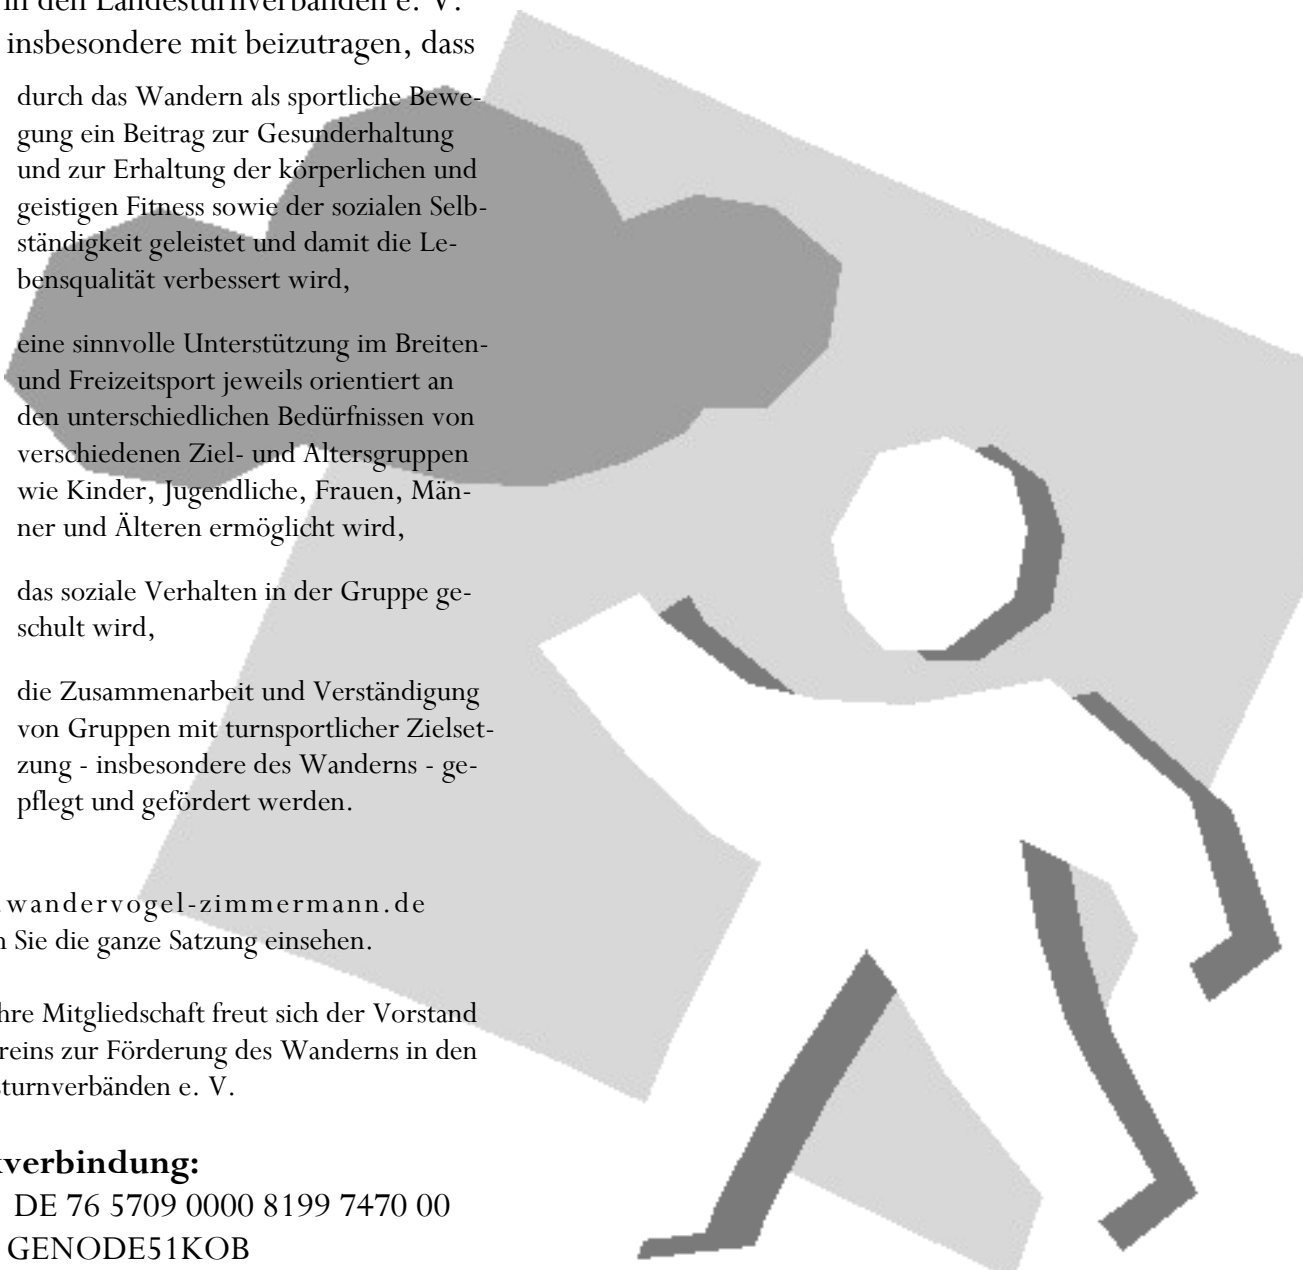 in den Landesturnverbänden e. V.
insbesondere mit beizutragen, dass
durch das Wandern als sportliche Bewe-
gung ein Beitrag zur Gesunderhaltung
und zur Erhaltung der körperlichen und
geistigen Fitness sowie der sozialen Selb-
ständigkeit geleistet und damit die Le-
bensqualität verbessert wird,
eine sinnvolle Unterstützung im Breiten-
und Freizeitsport jeweils orientiert an
den unterschiedlichen Bedürfnissen von
verschiedenen Ziel- und Altersgruppen
wie Kinder, Jugendliche, Frauen, Män-
ner und Älteren ermöglicht wird,
das soziale Verhalten in der Gruppe ge-
schult wird,
die Zusammenarbeit und Verständigung
von Gruppen mit turnsportlicher Zielset-
zung - insbesondere des Wanderns - ge-
pflegt und gefördert werden.
.wandervogel-zimmermann.de
n Sie die ganze Satzung einsehen.
hre Mitgliedschaft freut sich der Vorstand
reins zur Förderung des Wanderns in den
sturnverbänden e. V.
kverbindung:
DE 76 5709 0000 8199 7470 00
GENODE51KOB